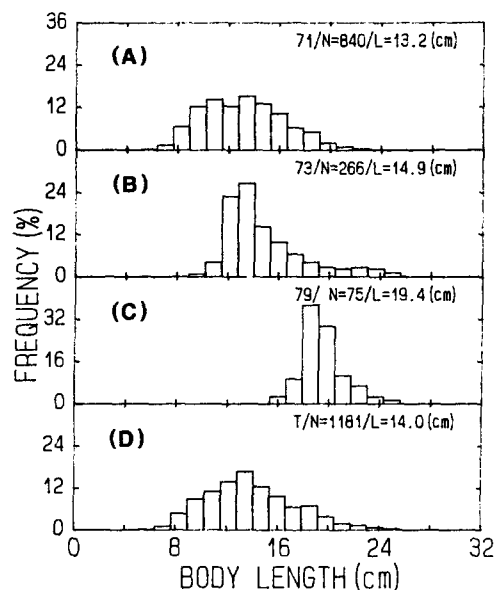 36
(A)
71/N=840/L=13.2(cm)
24
12
0
(B)
73/N=266/L=14.9(cm)
24
12
0
(C)
79/ N=75/L=19.4(cm)
32
16
0
(D)
T/N=1181/L=14.0(cm)
24
12
0
FREQUENCY(%)
0 8 16 24 32
BODY LENGTH(cm)